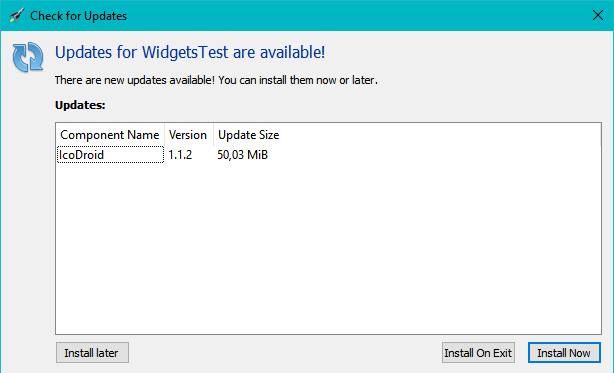 Check for Updates
Updates for WidgetsTest are available!
There are new updates available! You can install them now or later.
Updates:
Component Name Version Update Size
IcoDroid 1.1.2 50,03 MiB
Install later Install On Exit Install Now